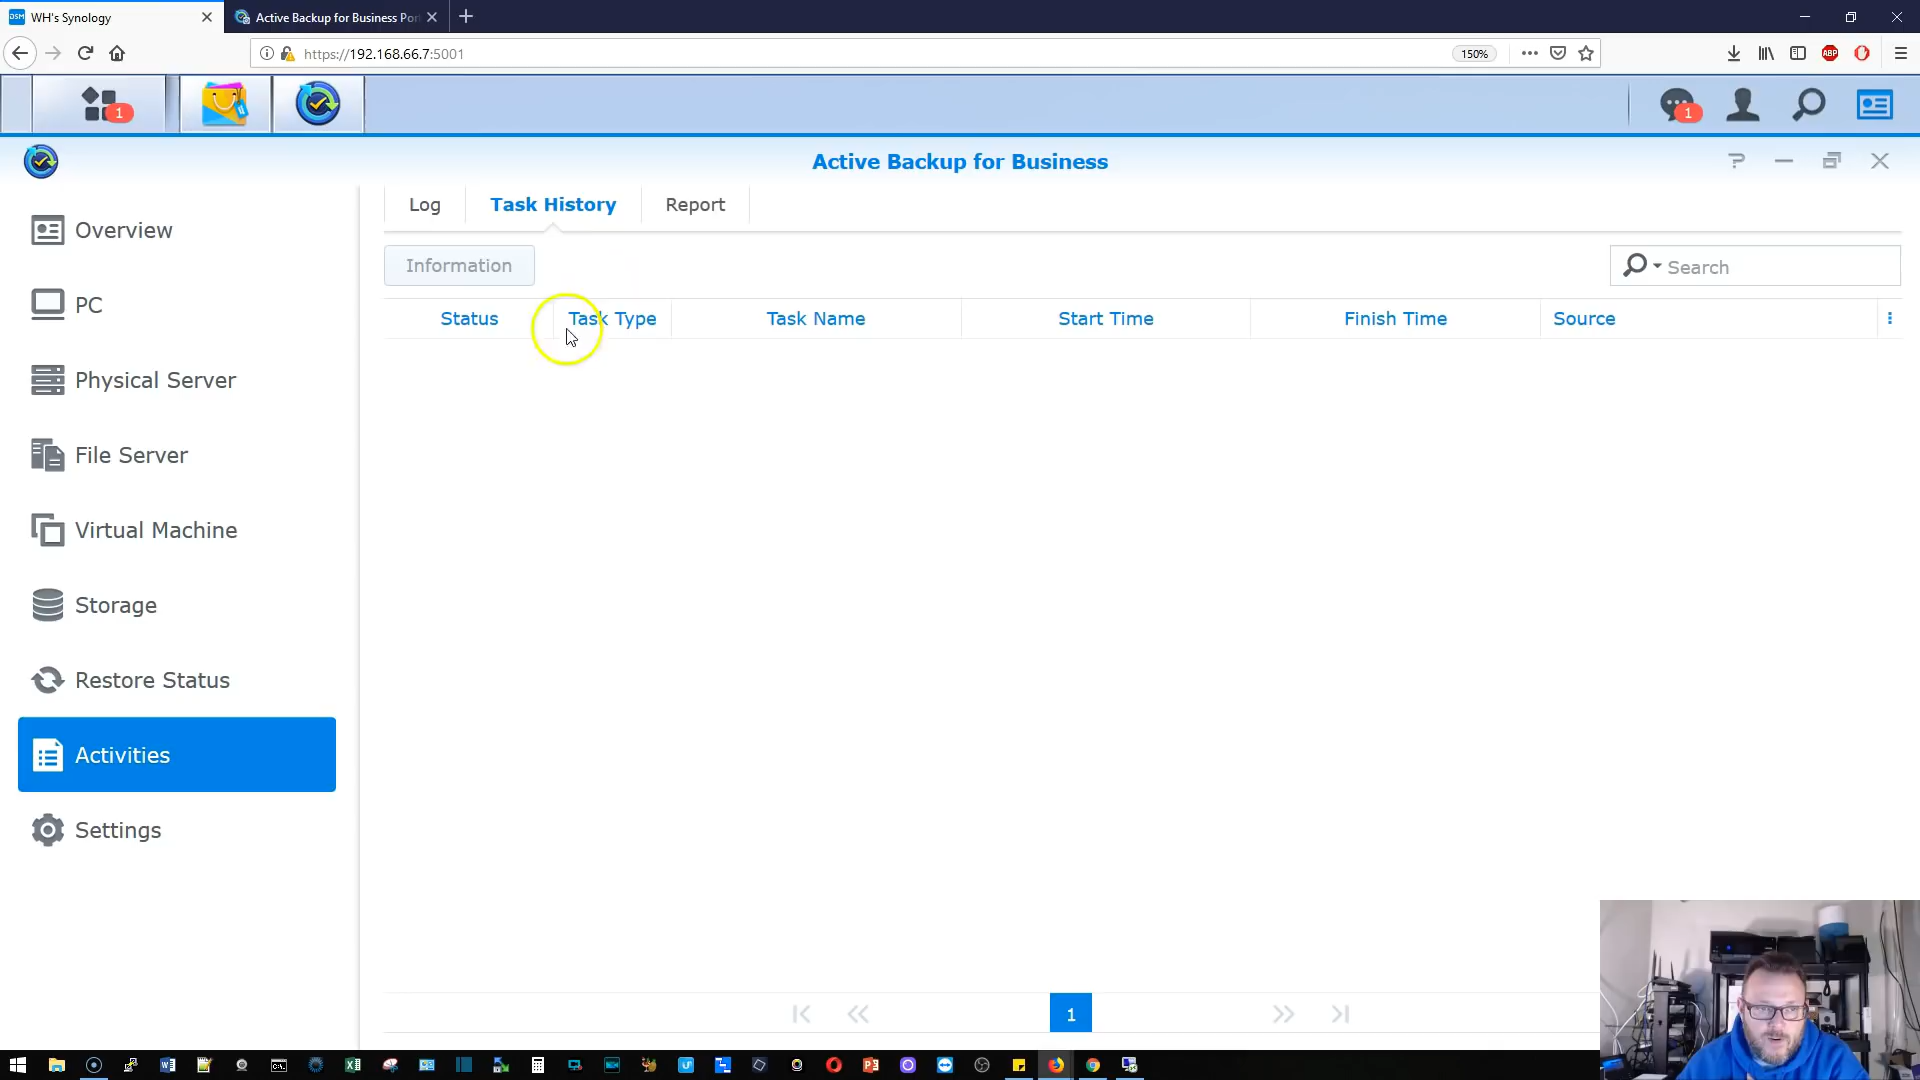 DSM WH's Synology
Active Backup for Business Por
https://192.168.66.7:5001
150%
ABP
1
1
Active Backup for Business
Overview
PC
Physical Server
File Server
Virtual Machine
Storage
Restore Status
Activities
Settings
Log
Task History
Report
Information
Search
Status
Task Type
Task Name
Start Time
Finish Time
Source
1